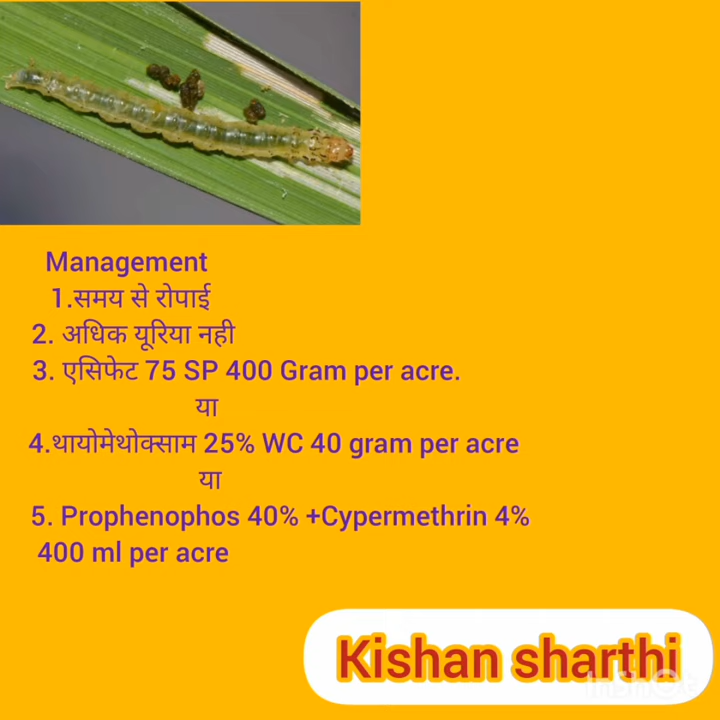 Management
1.समय से रोपाई
2. अधिक यूरिया नही
3. एसिफेट 75 SP 400 Gram per acre.
या
4.थायोमेथोक्साम 25% WC 40 gram per acre
या
5. Prophenophos 40% +Cypermethrin 4%
400 ml per acre
Kishan sharthi